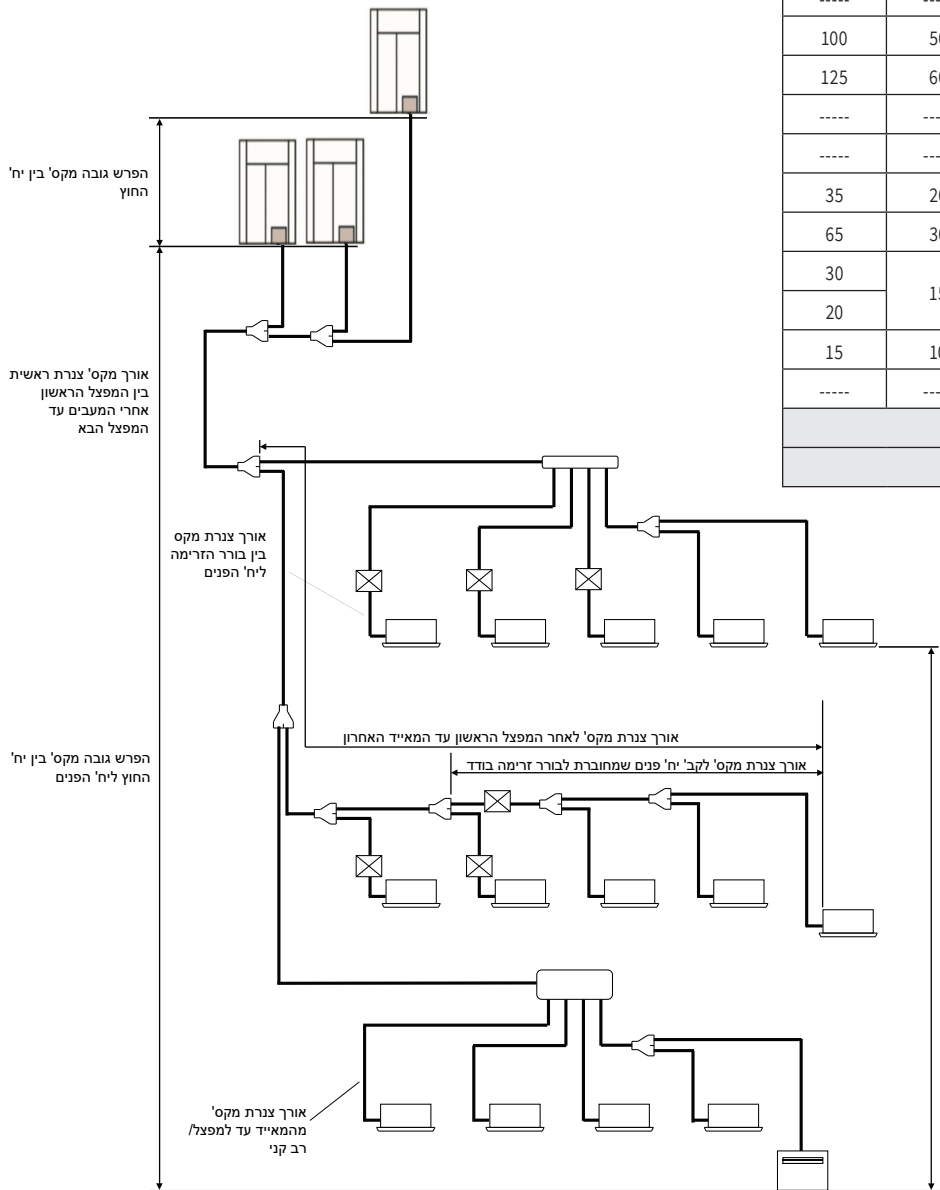 -----
100
125
-----
-----
35
65
30
20
15
-----
הפרש גובה מקס' בין יח'
החוץ
אורך מקס' צנרת ראשית
בין המפצל הראשון
אחרי המעבים עד
המפצל הבא
אורך צנרת מקס
בין בורר הזרימה
ליח' הפנים
אורך צנרת מקס' לאחר המפצל הראשון עד המאייד האחרון
אורך צנרת מקס' לקב' יח' פנים שמחוברת לבורר זרימה בודד
הפרש גובה מקס' בין יח'
החוץ ליח' הפנים
אורך צנרת מקס'
מהמאייד עד למפצל/
רב קני